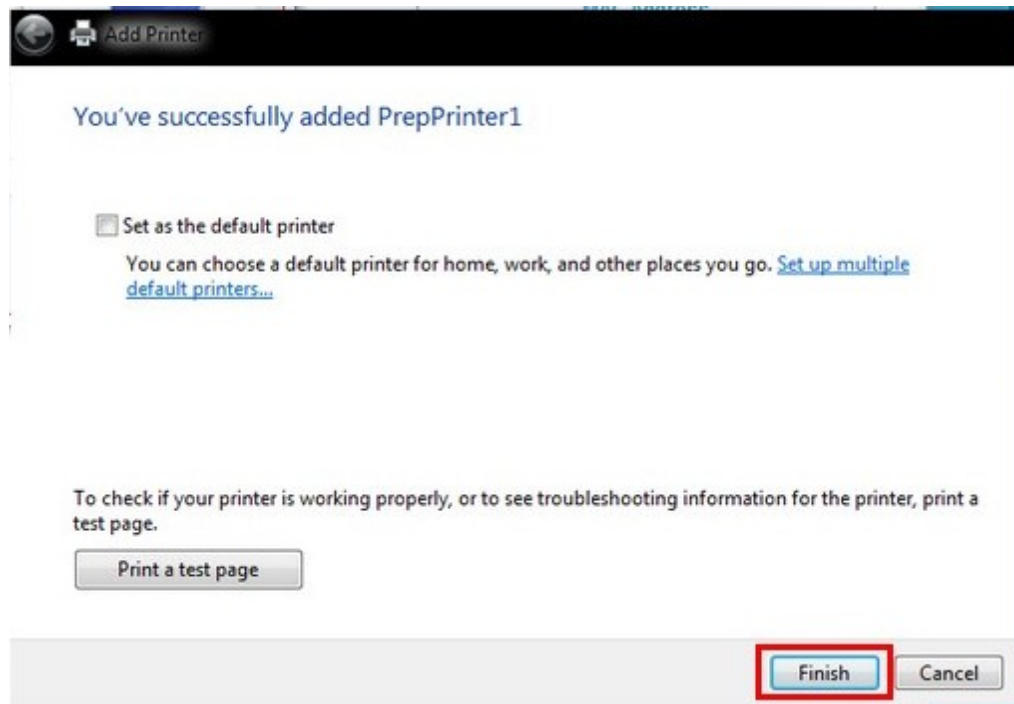 Add Printer
You've successfully added PrepPrinter1
Set as the default printer
You can choose a default printer for home, work, and other places you go. Set up multiple
default printers...
To check if your printer is working properly, or to see troubleshooting information for the printer, print a
test page.
Print a test page
Finish
Cancel